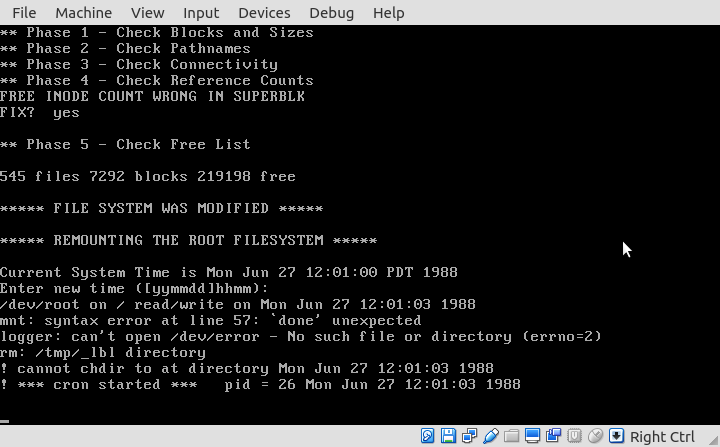 File Machine View Input Devices Debug Help
** Phase 1 - Check Blocks and Sizes
** Phase 2 - Check Pathnames
** Phase 3 - Check Connectivity
** Phase 4 - Check Reference Counts
FREE INODE COUNT WRONG IN SUPERBLK
FIX?  yes
** Phase 5 - Check Free List
545 files 7292 blocks 219198 free
***** FILE SYSTEM WAS MODIFIED *****
***** REMOUNTING THE ROOT FILESYSTEM *****
Current System Time is Mon Jun 27 12:01:00 PDT 1988
Enter new time ([yymmdd]hhmm):
/dev/root on / read/write on Mon Jun 27 12:01:03 1988
mnt: syntax error at line 57: `done' unexpected
logger: can't open /dev/error - No such file or directory (errno=2)
rm: /tmp/_lbl directory
! cannot chdir to at directory Mon Jun 27 12:01:03 1988
! *** cron started ***   pid = 26 Mon Jun 27 12:01:03 1988
Right Ctrl